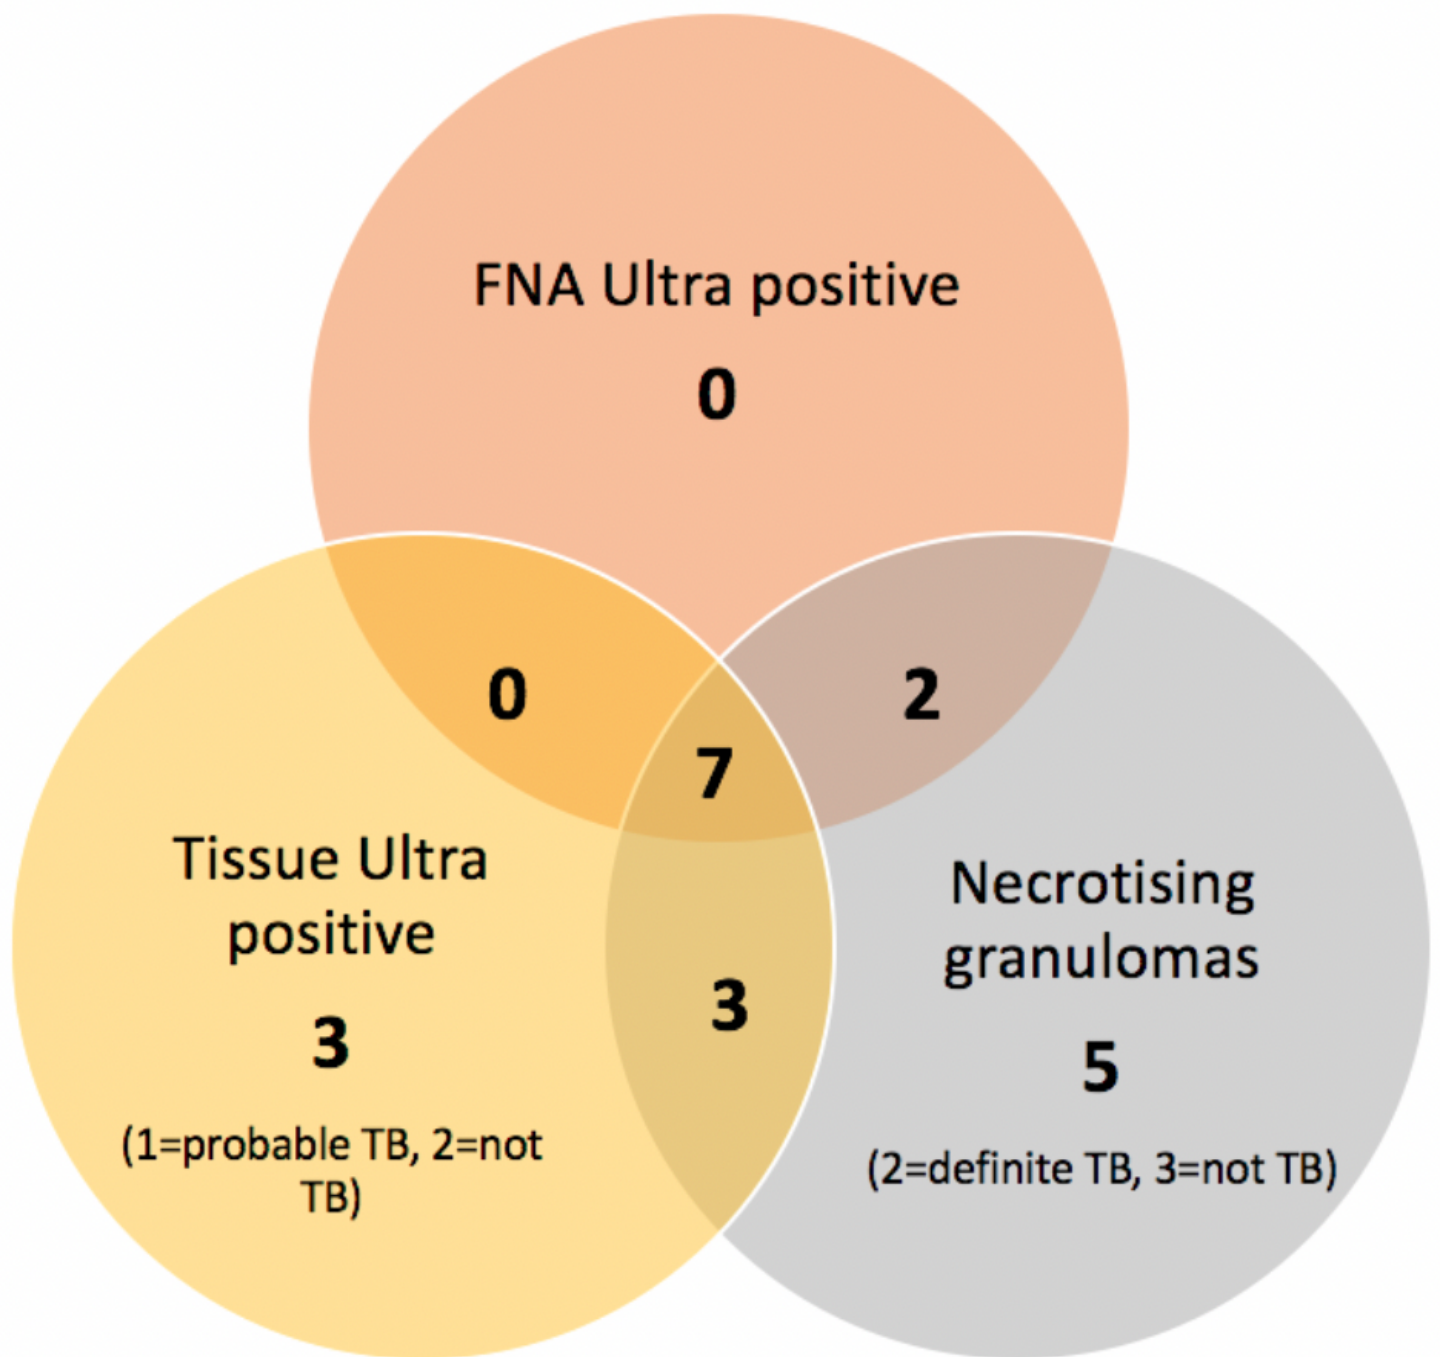 FNA Ultra positive
0
0
2
7
Tissue Ultra
positive
3
(1=probable TB, 2=not
TB)
3
Necrotising
granulomas
5
(2=definite TB, 3=not TB)